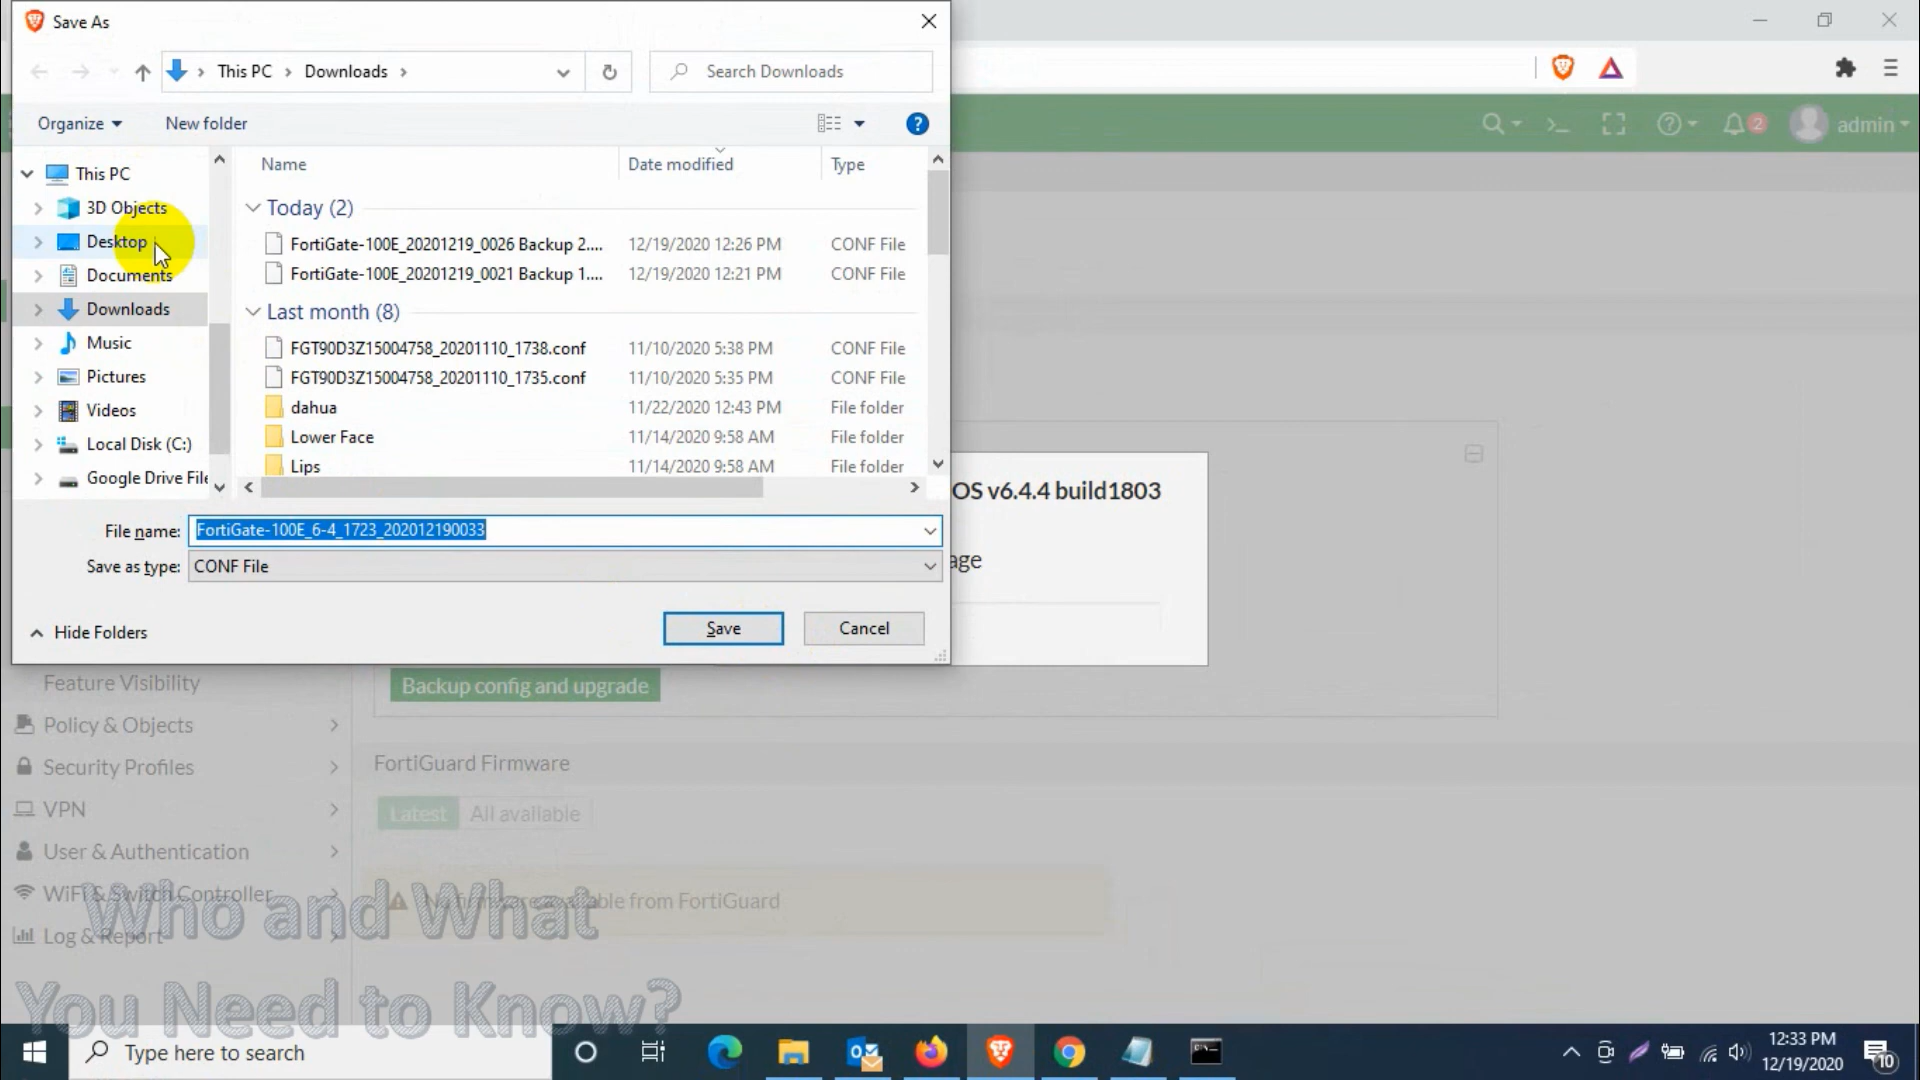 Save As
This PC
Downloads
Search Downloads
Organize
New folder
This PC
3D Objects
Desktop
Documents
Downloads
Music
Pictures
Videos
Local Disk (C:)
Google Drive File
Name
Date modified
Type
Today (2)
FortiGate-100E_20201219_0026 Backup 2.... 12/19/2020 12:26 PM CONF File
FortiGate-100E_20201219_0021 Backup 1.... 12/19/2020 12:21 PM CONF File
Last month (8)
FGT90D3Z15004758_20201110_1738.conf 11/10/2020 5:38 PM CONF File
FGT90D3Z15004758_20201110_1735.conf 11/10/2020 5:35 PM CONF File
dahua 11/22/2020 12:43 PM File folder
Lower Face 11/14/2020 9:58 AM File folder
Lips 11/14/2020 9:58 AM File folder
File name: FortiGate-100E_6-4_1723_202012190033
Save as type: CONF File
Hide Folders
Save
Cancel
2
admin
OS v6.4.4 build1803
age
Backup config and upgrade
Feature Visibility
Policy & Objects
Security Profiles
VPN
User & Authentication
WiFi & Switch Controller
Log & Report
FortiGuard Firmware
Latest
All available
No firmware available from FortiGuard
Who and What
You Need to Know?
Type here to search
12:33 PM
12/19/2020
10